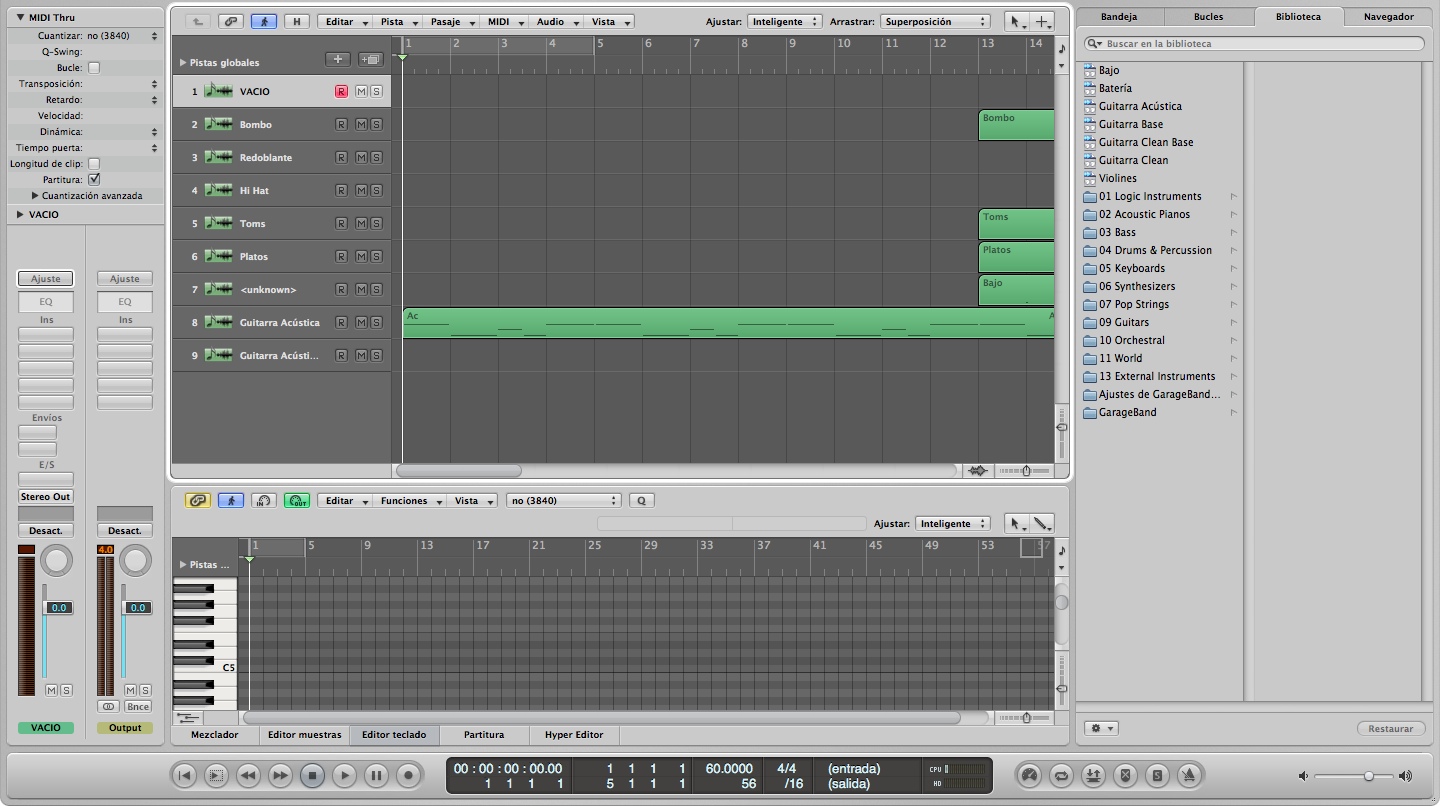 MIDI Thru
Cuantizar: no (3840)
Q-Swing:
Bucle:
Transposición:
Retardo:
Velocidad:
Dinámica:
Tiempo puerta:
Longitud de clip:
Partitura:
Cuantización avanzada
VACIO
Ajuste Ajuste
EQ EQ
Ins Ins
Envíos
E/S
Stereo Out
Desact. Desact.
4.0
0.0 0.0
M S M S
Bnce
VACIO Output
H Editar Pista Pasaje MIDI Audio Vista Ajustar: Inteligente Arrastrar: Superposición
1 2 3 4 5 6 7 8 9 10 11 12 13 14
Pistas globales
1 VACIO R M S
2 Bombo R M S Bombo
3 Redoblante R M S
4 Hi Hat R M S
5 Toms R M S Toms
6 Platos R M S Platos
7 <unknown> R M S Bajo
8 Guitarra Acústica R M S Ac A
9 Guitarra Acústi... R M S
IN OUT Editar Funciones Vista no (3840) Q
Ajustar: Inteligente
1 5 9 13 17 21 25 29 33 37 41 45 49 53 57
Pistas ...
C5
Mezclador Editor muestras Editor teclado Partitura Hyper Editor
Bandeja Bucles Biblioteca Navegador
Buscar en la biblioteca
Bajo
Batería
Guitarra Acústica
Guitarra Base
Guitarra Clean Base
Guitarra Clean
Violines
01 Logic Instruments
02 Acoustic Pianos
03 Bass
04 Drums & Percussion
05 Keyboards
06 Synthesizers
07 Pop Strings
09 Guitars
10 Orchestral
11 World
13 External Instruments
Ajustes de GarageBand...
GarageBand
Restaurar
00 : 00 : 00 : 00.00 1 1 1 1 60.0000 4/4 (entrada) CPU
1 1 1 1 5 1 1 1 56 /16 (salida) HD
S